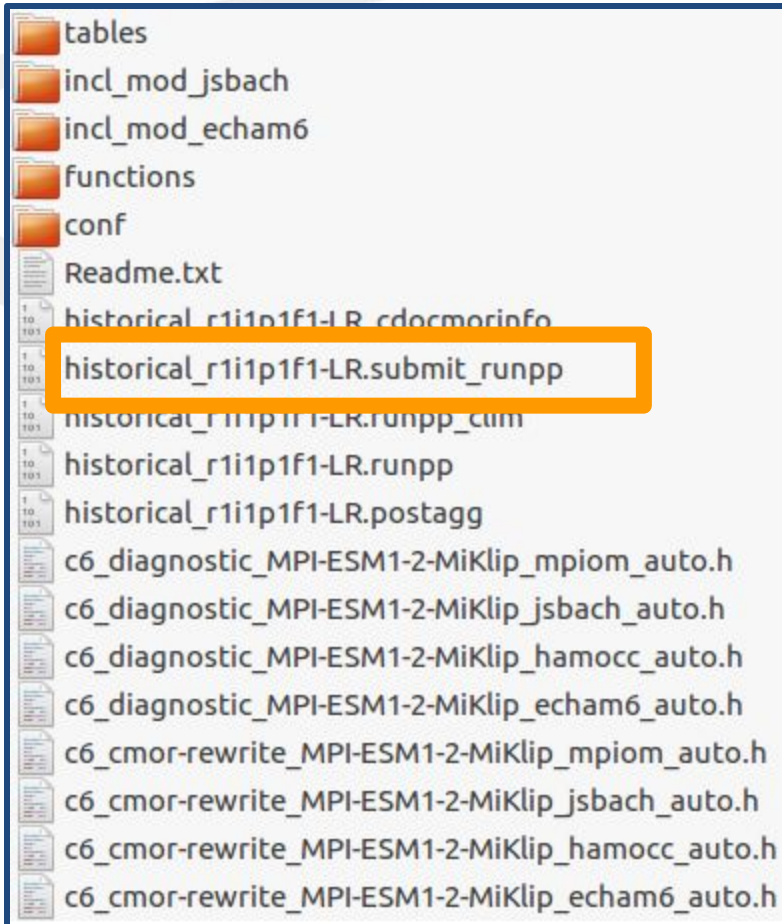 tables
incl_mod_jsbach
incl_mod_echam6
functions
conf
Readme.txt
historical_r1i1p1f1-LR_cdocmorinfo
historical_r1i1p1f1-LR.submit_runpp
historical_r1i1p1f1-LR.runpp_clim
historical_r1i1p1f1-LR.runpp
historical_r1i1p1f1-LR.postagg
c6_diagnostic_MPI-ESM1-2-MiKlip_mpiom_auto.h
c6_diagnostic_MPI-ESM1-2-MiKlip_jsbach_auto.h
c6_diagnostic_MPI-ESM1-2-MiKlip_hamocc_auto.h
c6_diagnostic_MPI-ESM1-2-MiKlip_echam6_auto.h
c6_cmor-rewrite_MPI-ESM1-2-MiKlip_mpiom_auto.h
c6_cmor-rewrite_MPI-ESM1-2-MiKlip_jsbach_auto.h
c6_cmor-rewrite_MPI-ESM1-2-MiKlip_hamocc_auto.h
c6_cmor-rewrite_MPI-ESM1-2-MiKlip_echam6_auto.h